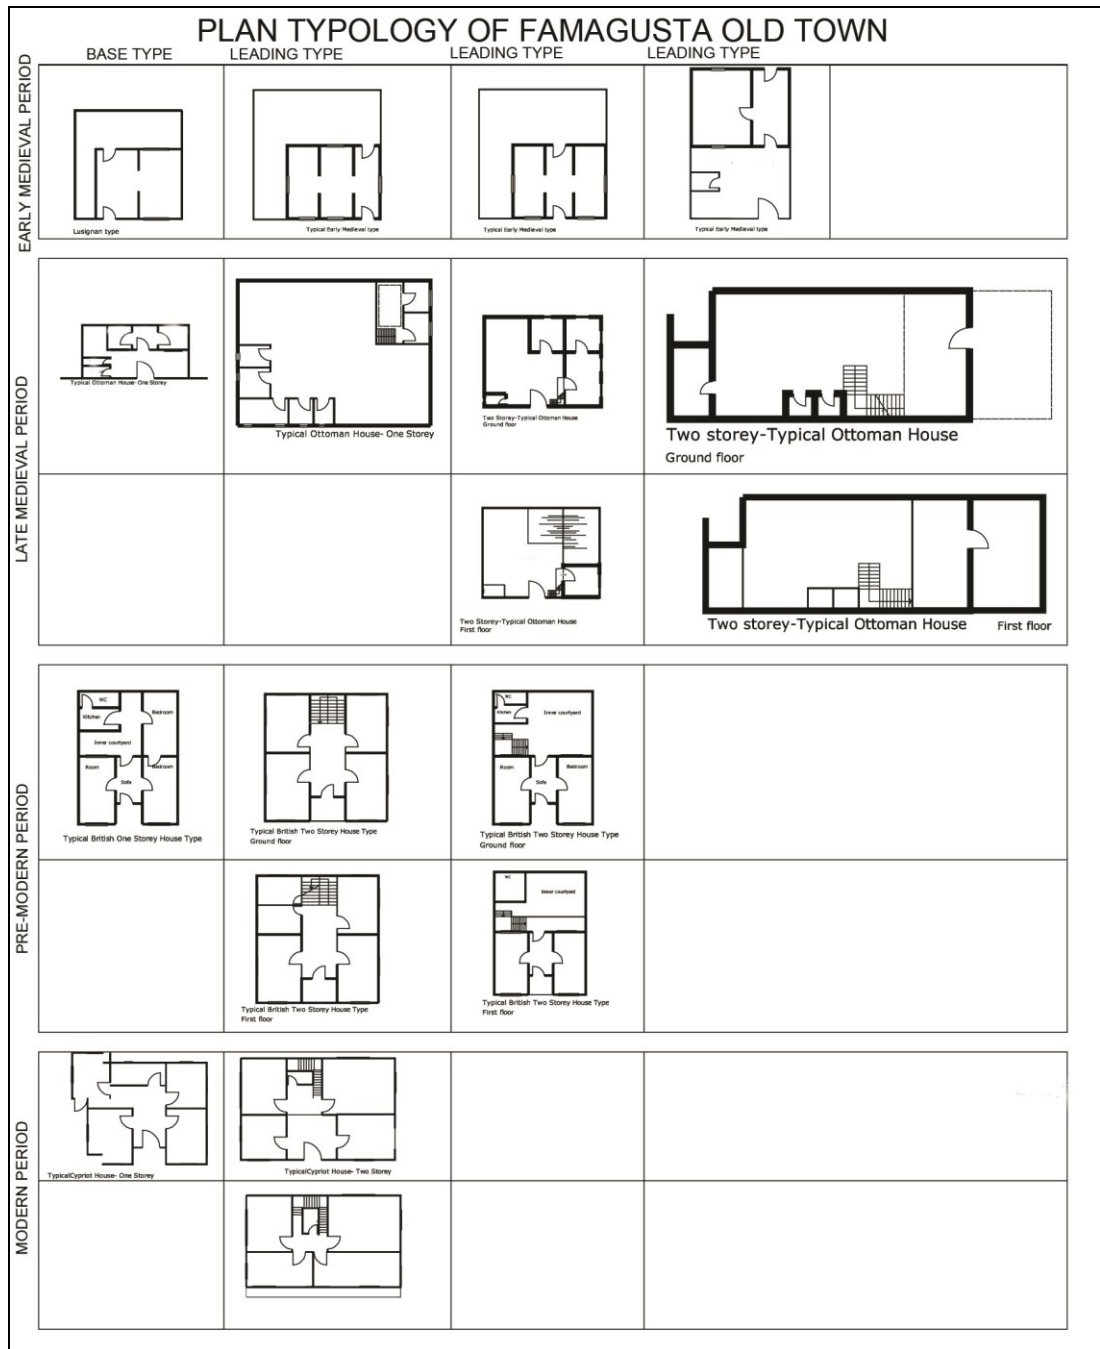 PLAN TYPOLOGY OF FAMAGUSTA OLD TOWN
BASE TYPE
LEADING TYPE
LEADING TYPE
LEADING TYPE
EARLY MEDIEVAL PERIOD
Lusignan type
Typical Early Medieval type
Typical Early Medieval type
Typical Early Medieval type
LATE MEDIEVAL PERIOD
Typical Ottoman House- One Storey
Typical Ottoman House- One Storey
Two Storey-Typical Ottoman House
Ground floor
Two storey-Typical Ottoman House
Ground floor
Two Storey-Typical Ottoman House
First floor
Two storey-Typical Ottoman House
First floor
PRE-MODERN PERIOD
WC
Kitchen
Bedroom
Inner courtyard
Room
Sofa
Bedroom
Typical British One Storey House Type
Typical British Two Storey House Type
Ground floor
WC
Kitchen
Inner courtyard
Room
Sofa
Bedroom
Typical British Two Storey House Type
Ground floor
Typical British Two Storey House Type
First floor
WC
Inner courtyard
Typical British Two Storey House Type
First floor
MODERN PERIOD
TypicalCypriot House- One Storey
TypicalCypriot House- Two Storey